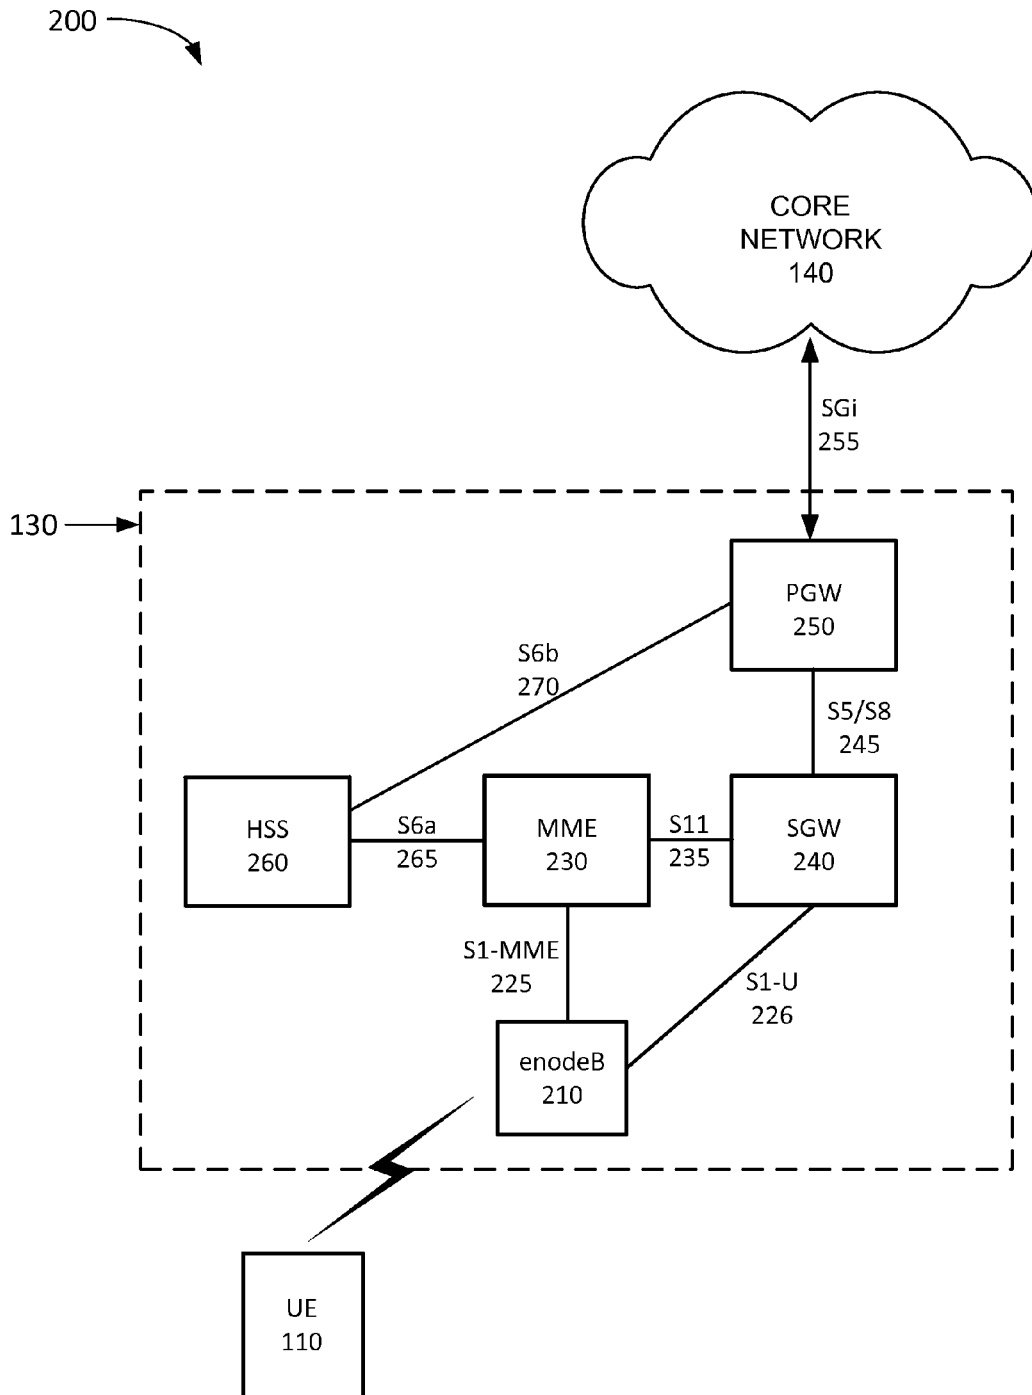 200
CORE
NETWORK
140
SGi
255
130
PGW
250
S6b
270
S5/S8
245
HSS
260
S6a
265
MME
230
S11
235
SGW
240
S1-MME
225
S1-U
226
enodeB
210
UE
110